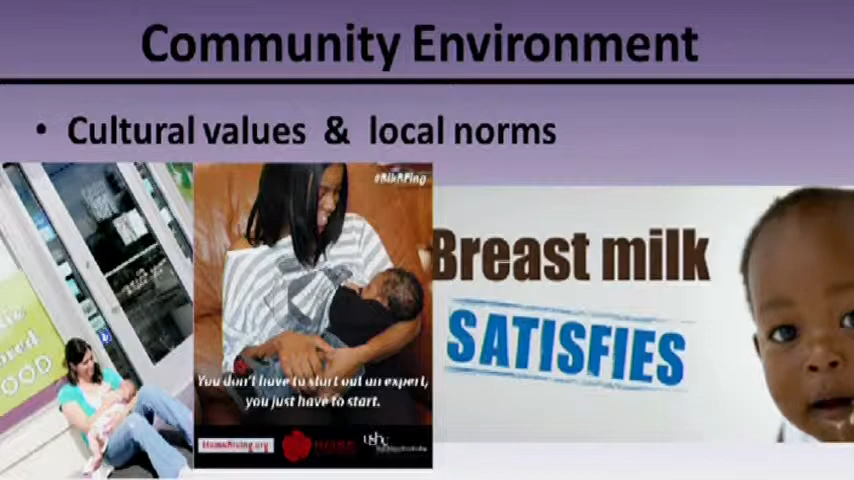 Community Environment
• Cultural values & local norms
You don't have to start out an expert,
you just have to start.
Breast milk
SATISFIES